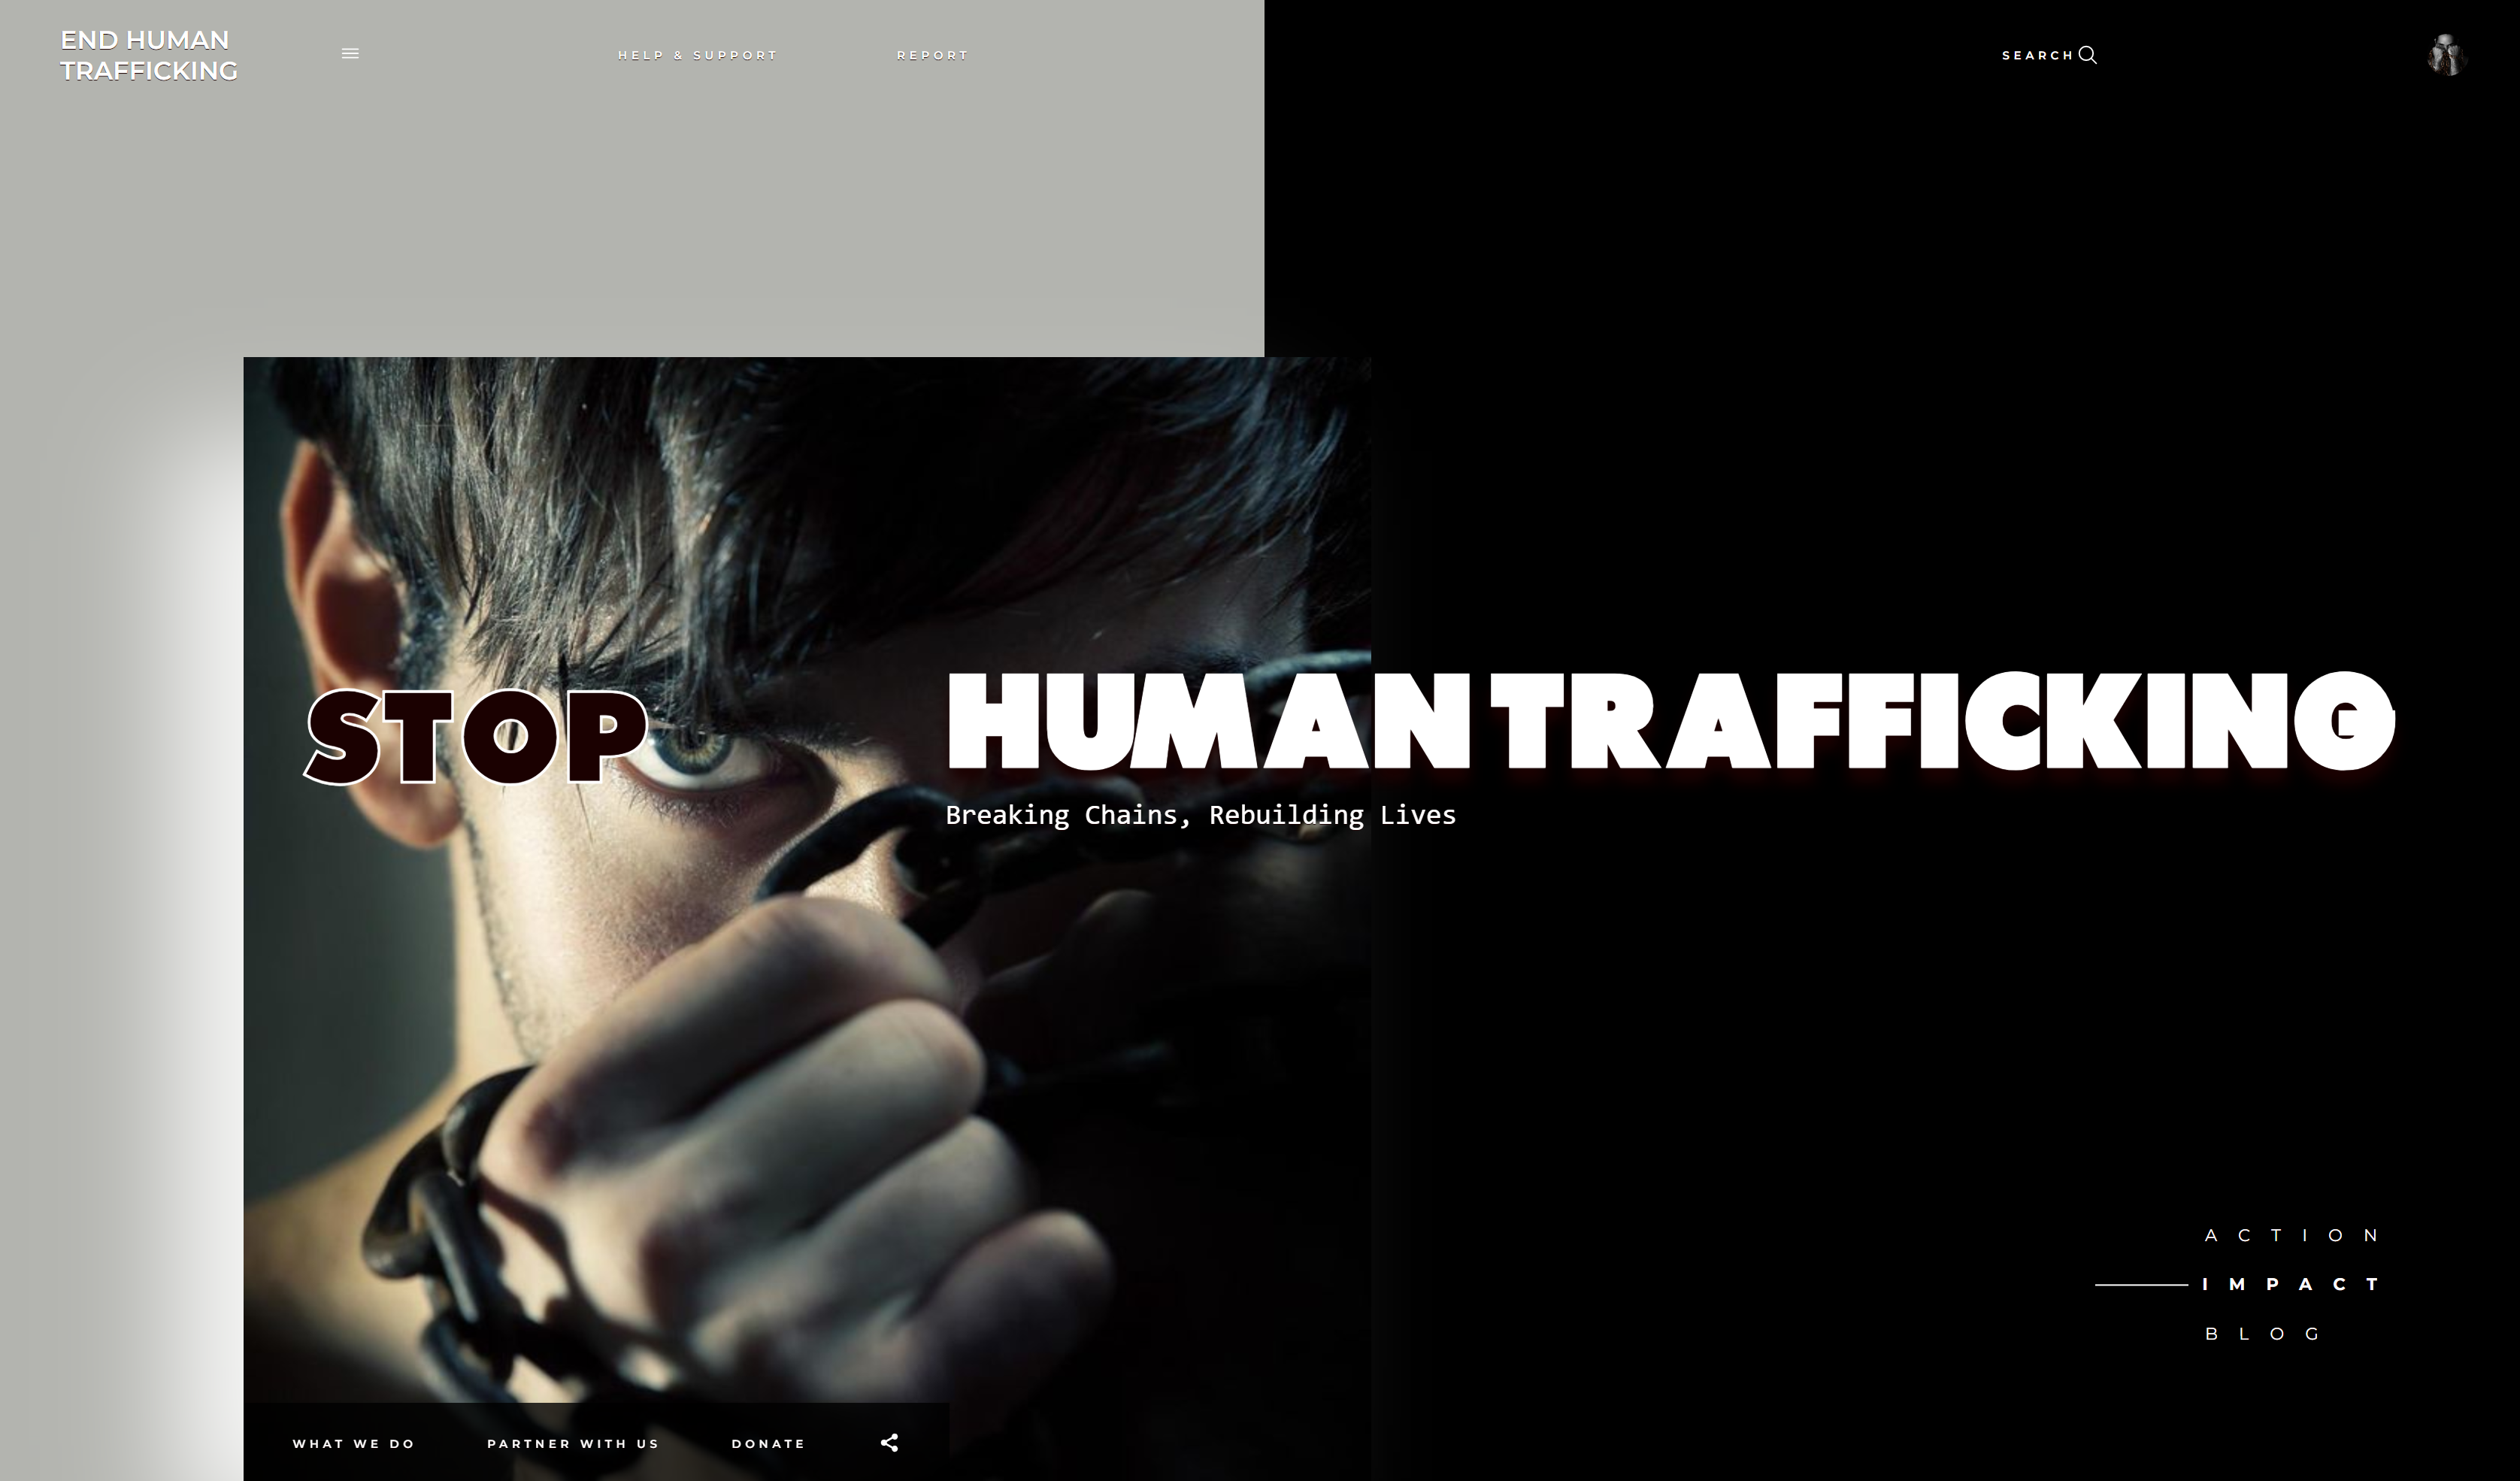 END HUMAN
TRAFFICKING
HELP & SUPPORT
REPORT
SEARCH
STOP
HUMAN TRAFFICKING
Breaking Chains, Rebuilding Lives
ACTION
IMPACT
BLOG
WHAT WE DO
PARTNER WITH US
DONATE